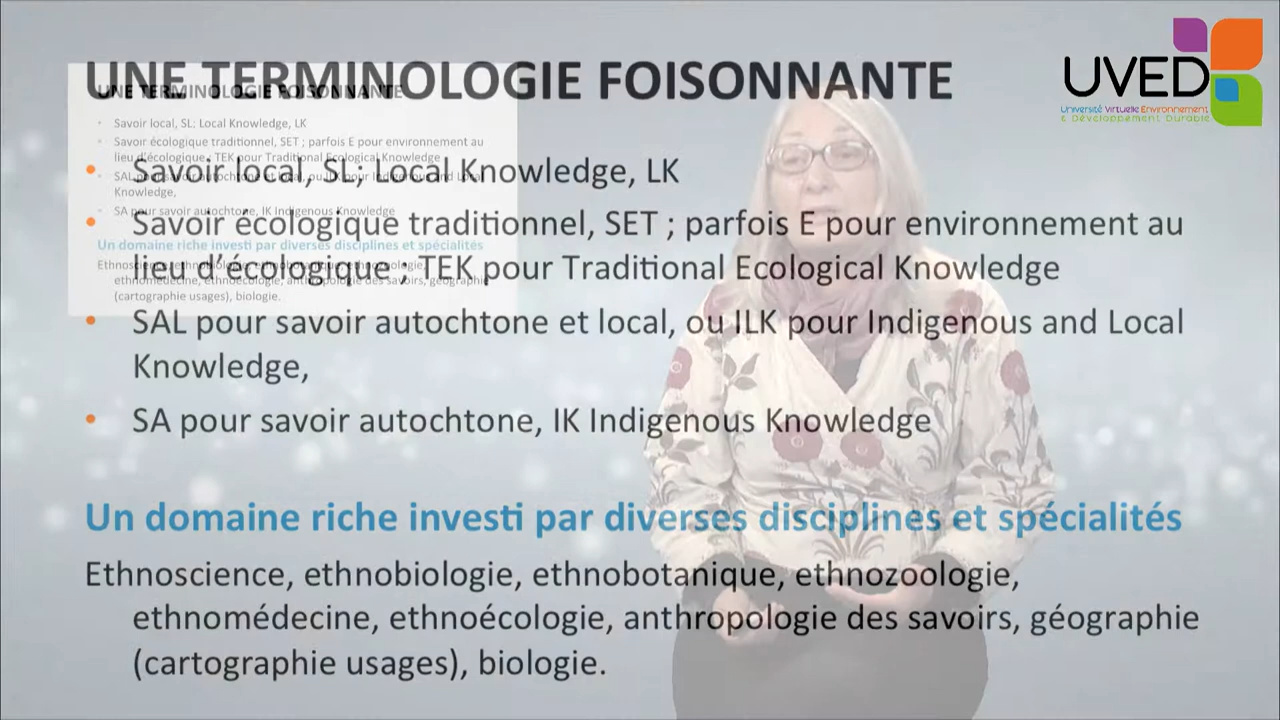 UNE TERMINOLOGIE FOISONNANTE
UVED
Université Virtuelle Environnement
& Développement Durable
• Savoir local, SL; Local Knowledge, LK
• Savoir écologique traditionnel, SET ; parfois E pour environnement au
lieu d’écologique ; TEK pour Traditional Ecological Knowledge
• SAL pour savoir autochtone et local, ou ILK pour Indigenous and Local
Knowledge,
• SA pour savoir autochtone, IK Indigenous Knowledge
Un domaine riche investi par diverses disciplines et spécialités
Ethnoscience, ethnobiologie, ethnobotanique, ethnozoologie,
ethnomédecine, ethnoécologie, anthropologie des savoirs, géographie
(cartographie usages), biologie.
UNE TERMINOLOGIE FOISONNANTE
• Savoir local, SL; Local Knowledge, LK
• Savoir écologique traditionnel, SET ; parfois E pour environnement au
lieu d’écologique ; TEK pour Traditional Ecological Knowledge
• SAL pour savoir autochtone et local, ou ILK pour Indigenous and Local
Knowledge,
• SA pour savoir autochtone, IK Indigenous Knowledge
Un domaine riche investi par diverses disciplines et spécialités
Ethnoscience, ethnobiologie, ethnobotanique, ethnozoologie,
ethnomédecine, ethnoécologie, anthropologie des savoirs, géographie
(cartographie usages), biologie.